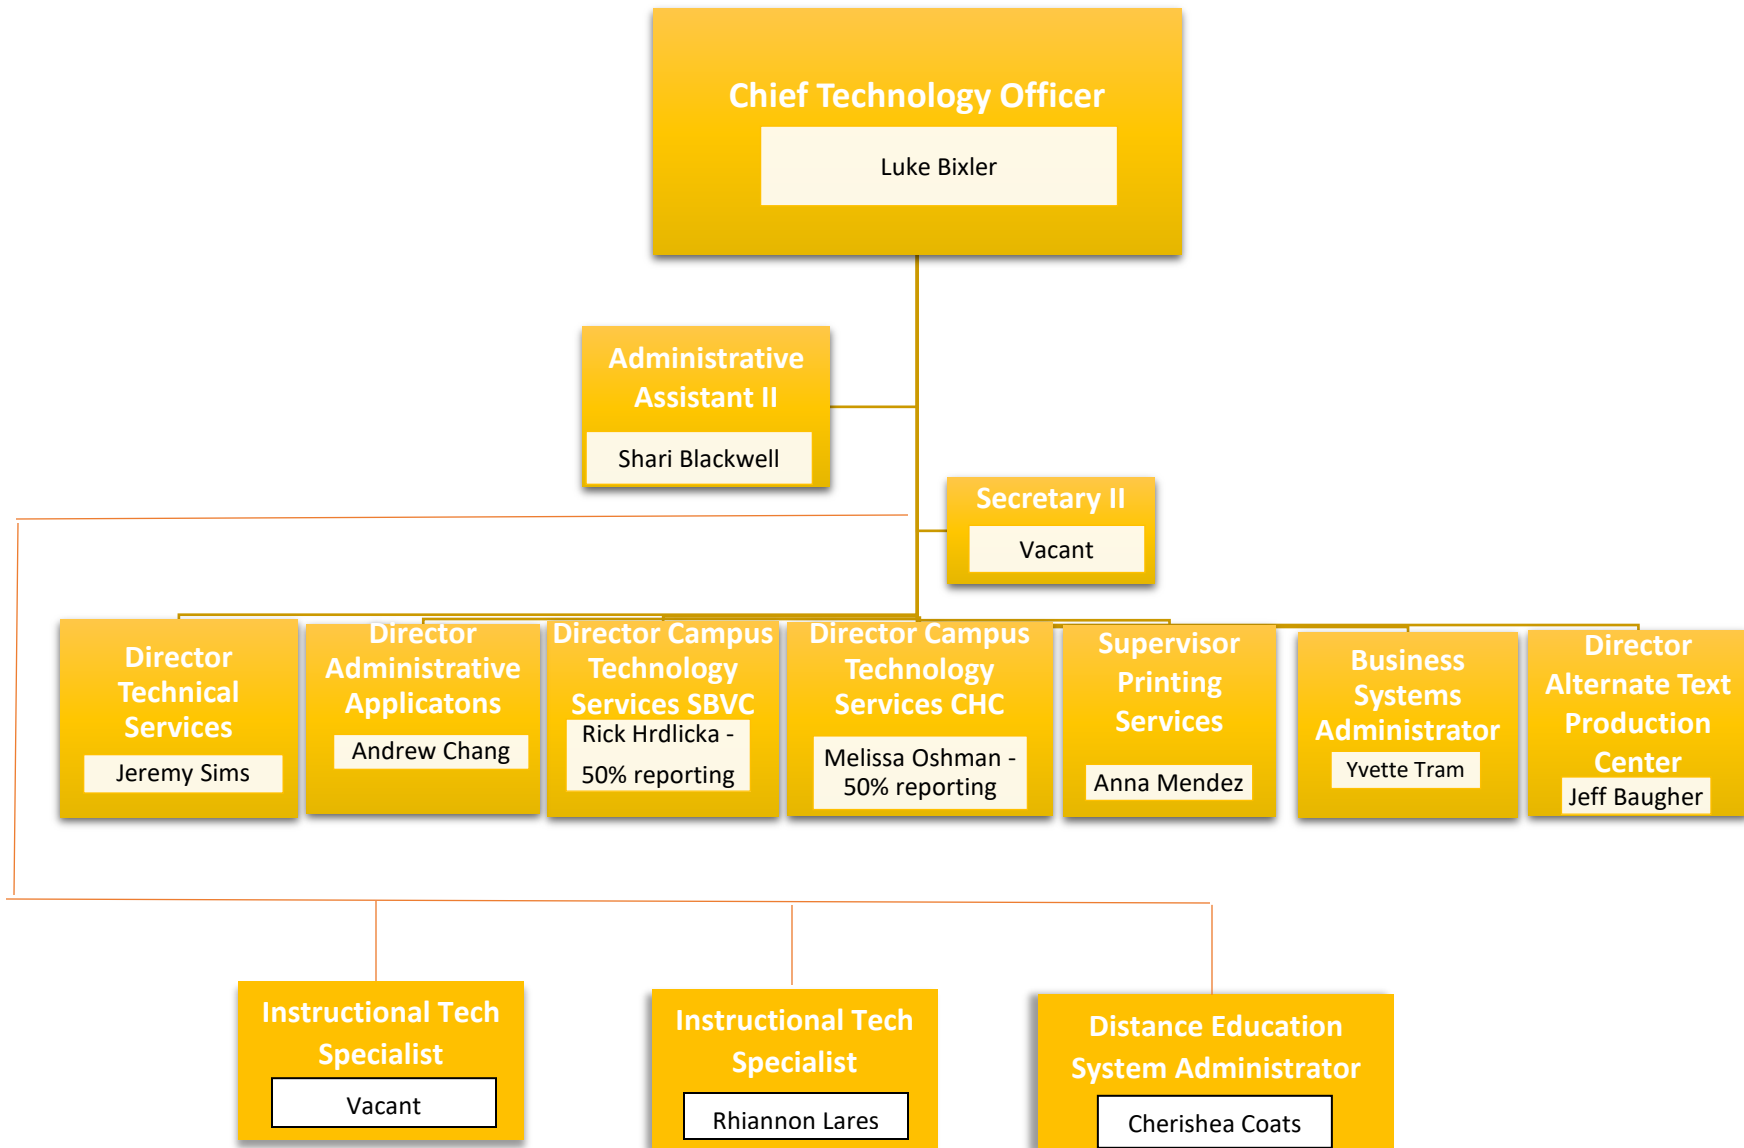 Chief Technology Officer
Luke Bixler
Administrative
Assistant II
Shari Blackwell
Secretary II
Vacant
Director
Technical
Services
Jeremy Sims
Director
Administrative
Applicatons
Andrew Chang
Director Campus
Technology
Services SBVC
Rick Hrdlicka -
50% reporting
Director Campus
Technology
Services CHC
Melissa Oshman -
50% reporting
Supervisor
Printing
Services
Anna Mendez
Business
Systems
Administrator
Yvette Tram
Director
Alternate Text
Production
Center
Jeff Baugher
Instructional Tech
Specialist
Vacant
Instructional Tech
Specialist
Rhiannon Lares
Distance Education
System Administrator
Cherishea Coats